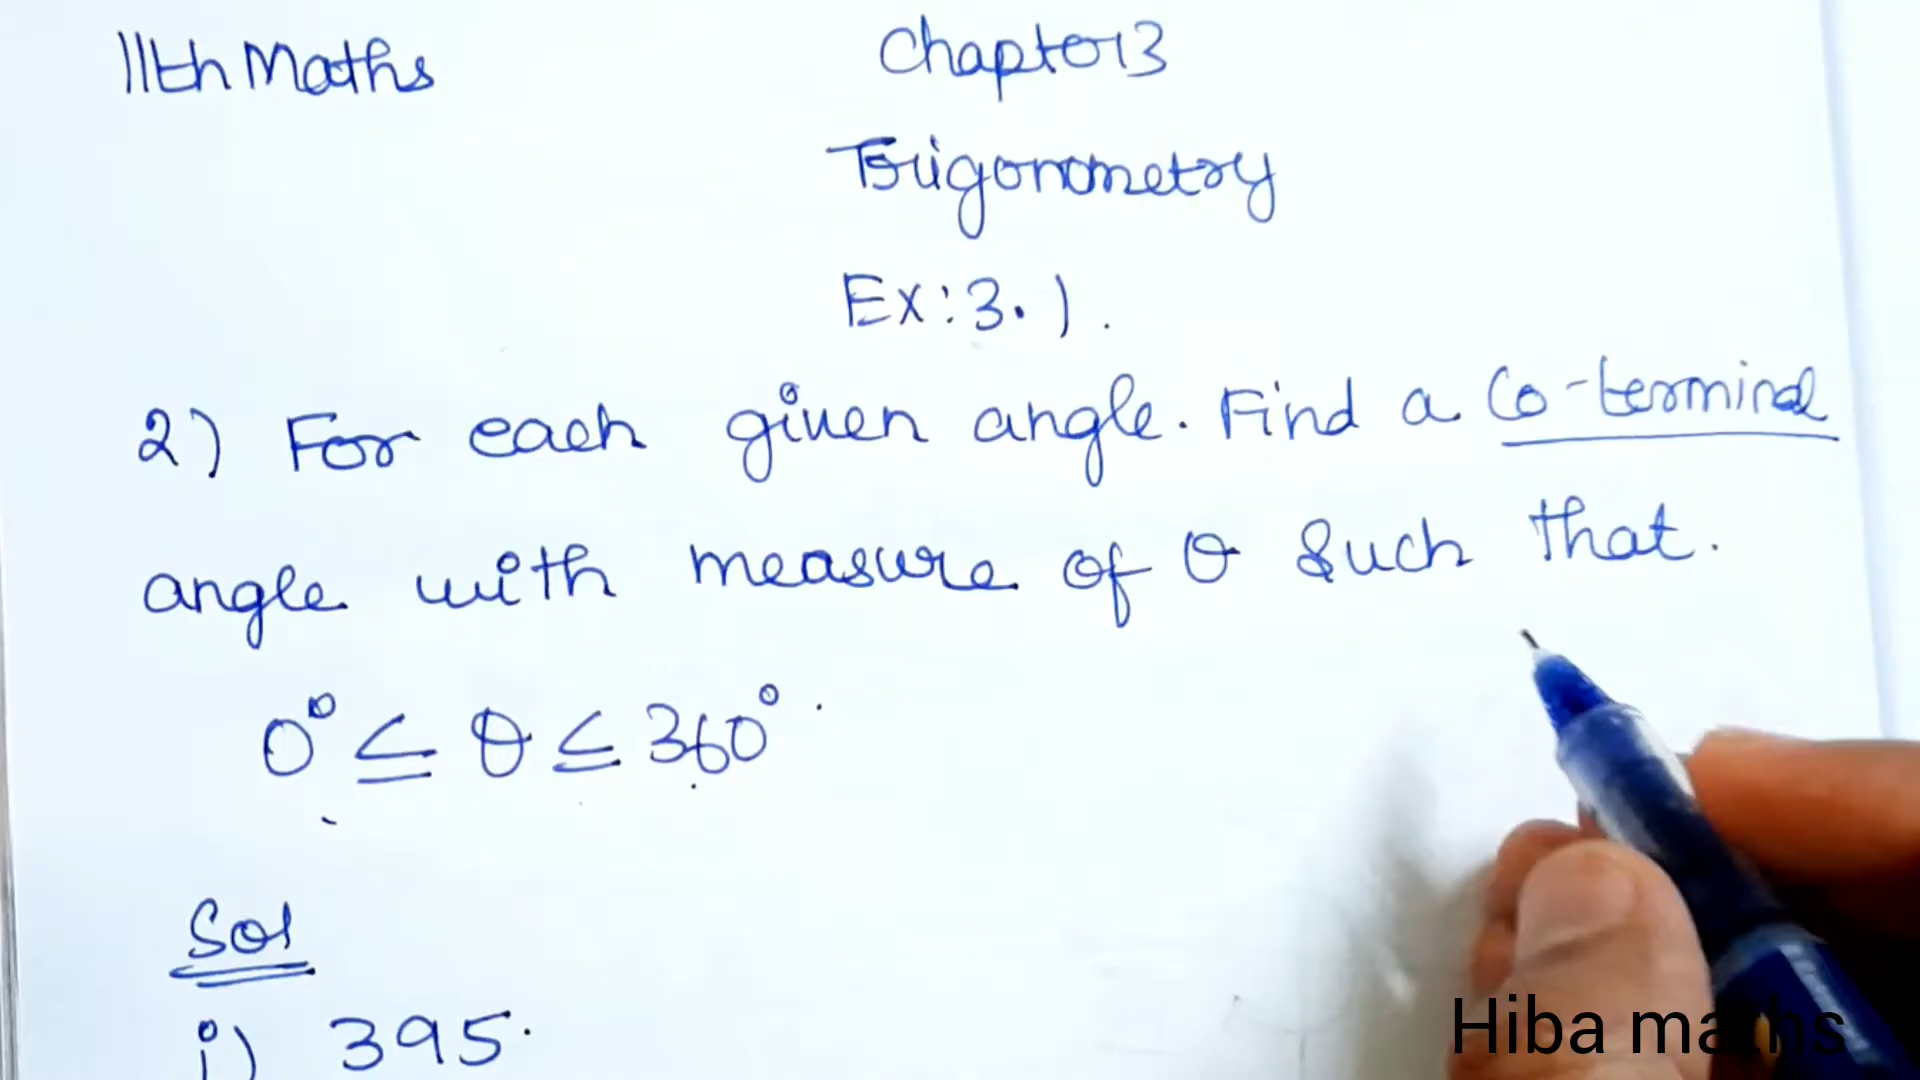 11th Maths
Chapter 3
Trigonometry
Ex: 3.1.
2) For each given angle. Find a Co-terminal
angle with measure of θ Such that.
0° ≤ θ ≤ 360°.
Sol
i) 395.
Hiba maths